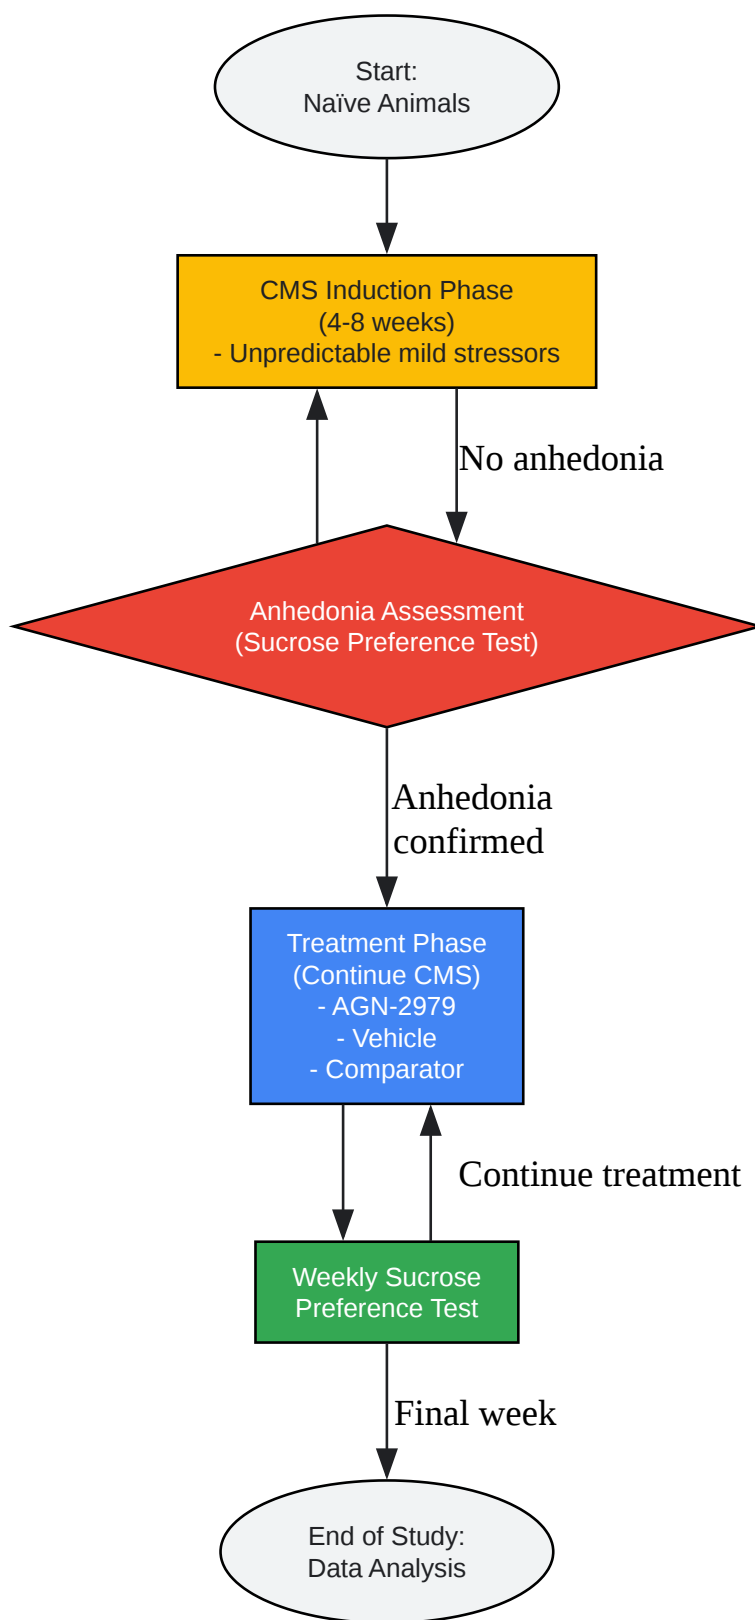 Start:
Naïve Animals
CMS Induction Phase
(4-8 weeks)
- Unpredictable mild stressors
No anhedonia
Anhedonia Assessment
(Sucrose Preference Test)
Anhedonia
confirmed
Treatment Phase
(Continue CMS)
- AGN-2979
- Vehicle
- Comparator
Continue treatment
Weekly Sucrose
Preference Test
Final week
End of Study:
Data Analysis